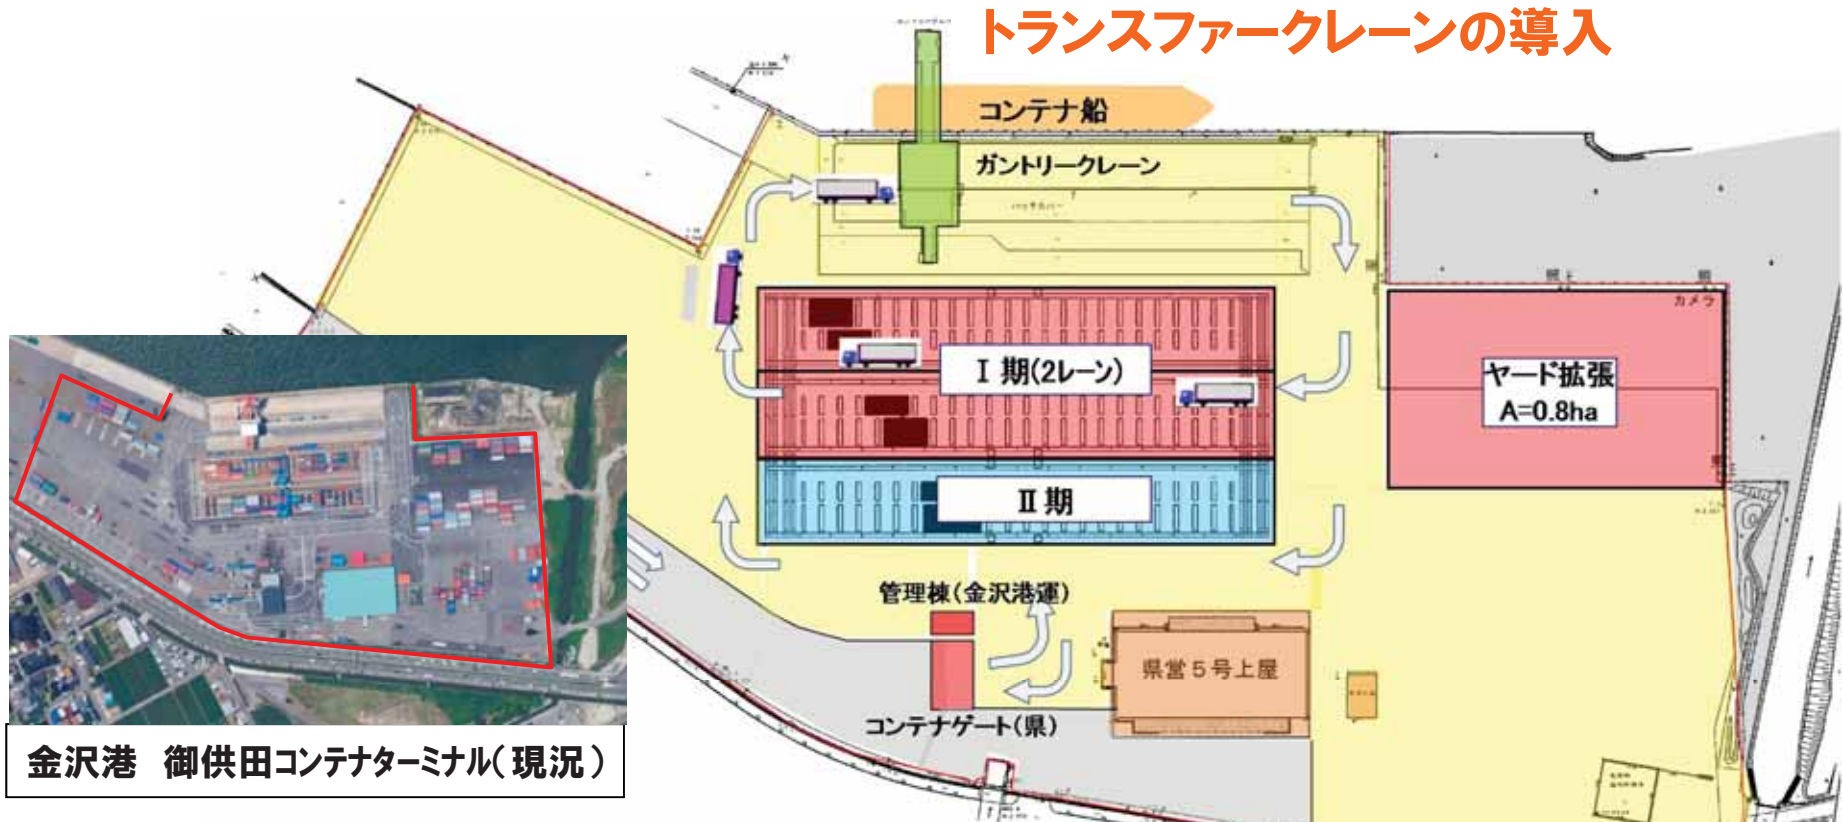 トランスファークレーンの導入
コンテナ船
ガントリークレーン
カメラ
Ⅰ期(2レーン)
ヤード拡張
A=0.8ha
Ⅱ期
管理棟(金沢港運)
県営5号上屋
コンテナゲート(県)
金沢港 御供田コンテナターミナル(現況)